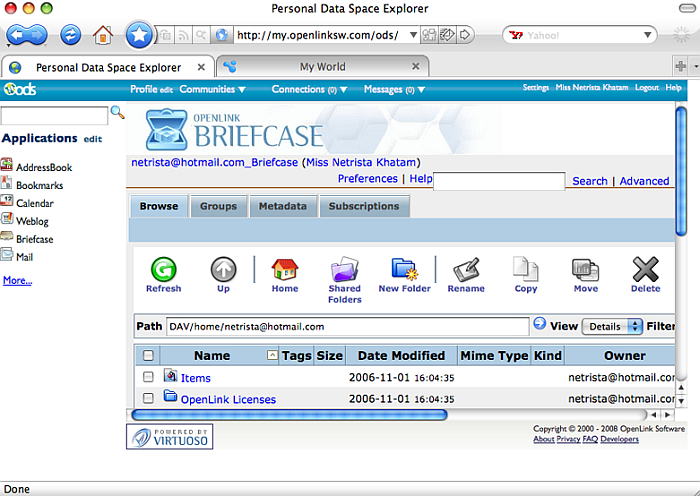 Personal Data Space Explorer
http://my.openlinksw.com/ods/
Yahoo!
Personal Data Space Explorer
My World
ods
Profile edit Communities ▼ Connections (0) ▼ Messages (0) ▼ Settings Miss Netrista Khatam Logout Help
Applications edit
AddressBook
Bookmarks
Calendar
Weblog
Briefcase
Mail
More...
OPENLINK
BRIEFCASE
netrista@hotmail.com_Briefcase (Miss Netrista Khatam)
Preferences | Help Search | Advanced
Browse Groups Metadata Subscriptions
Refresh Up Home Shared Folders New Folder Rename Copy Move Delete
Path DAV/home/netrista@hotmail.com View Details Filter
Name Tags Size Date Modified Mime Type Kind Owner
Items 2006-11-01 16:04:35 netrista@hotmail.com
OpenLink Licenses 2006-11-01 16:04:35 netrista@hotmail.com
POWERED BY
VIRTUOSO
Copyright © 2000 - 2008 OpenLink Software
About Privacy FAQ Developers
Done